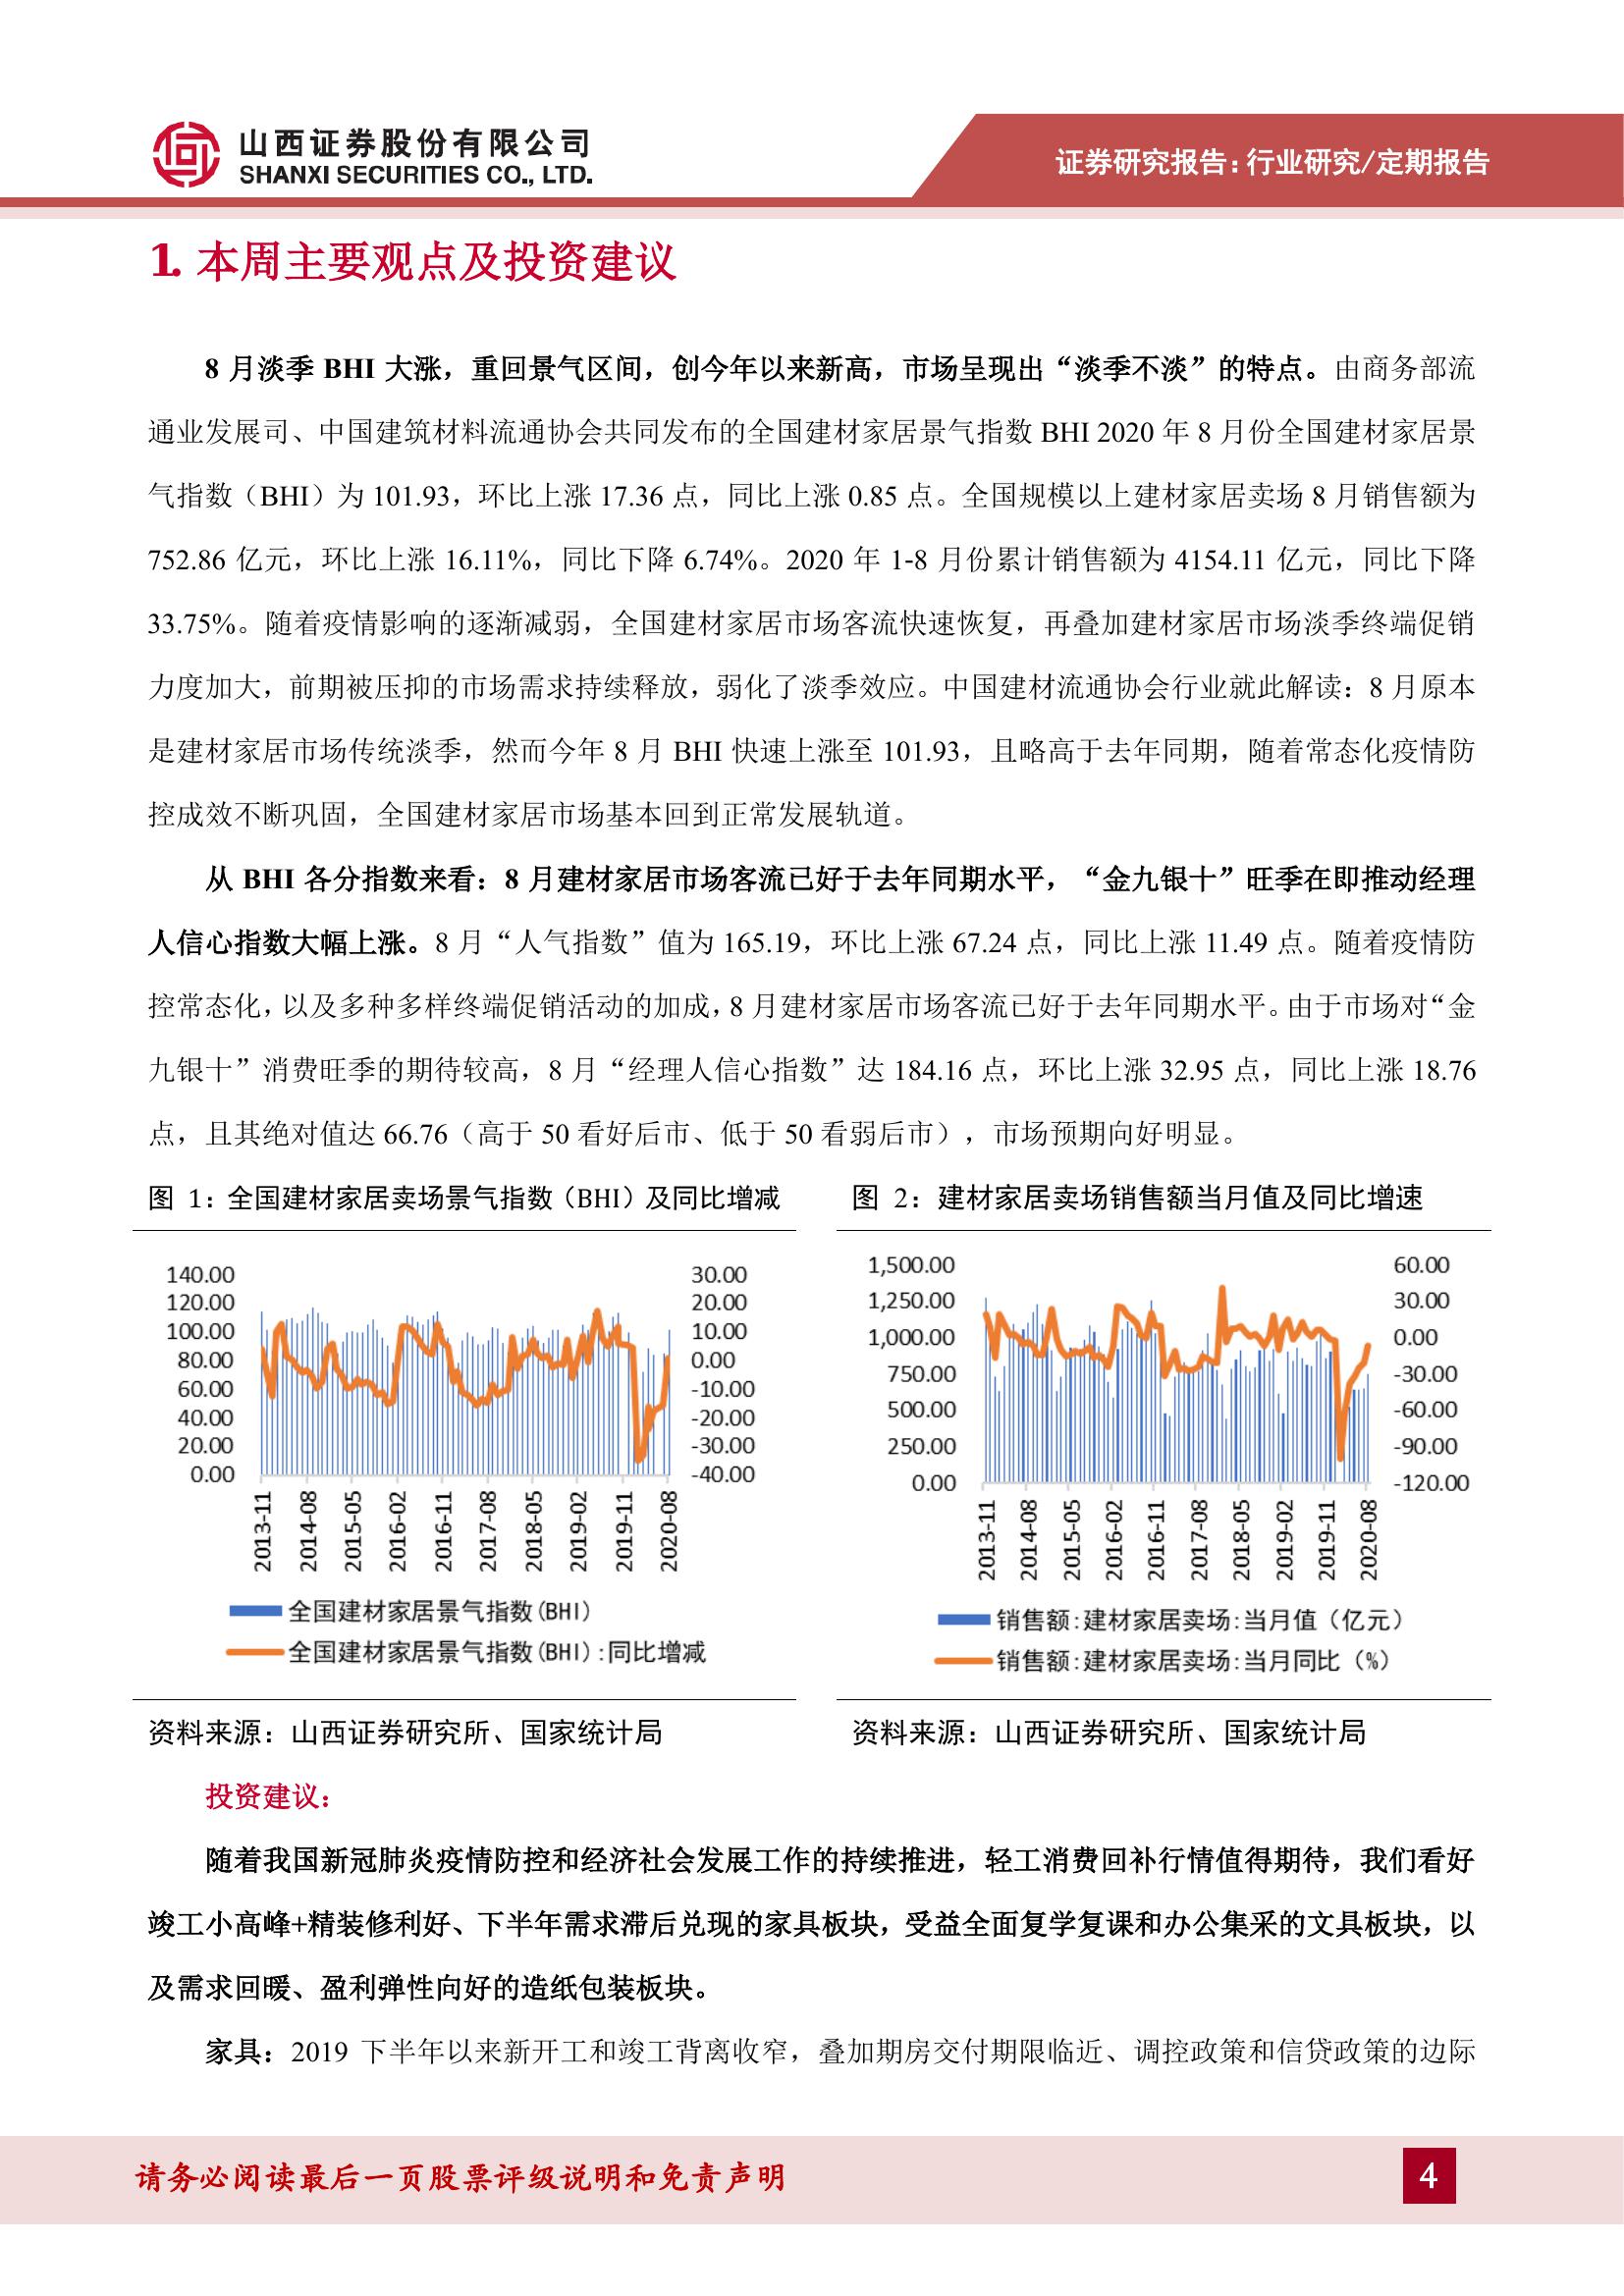 山西证券股份有限公司
SHANXI SECURITIES CO., LTD.
证券研究报告：行业研究/定期报告
1. 本周主要观点及投资建议
8 月淡季 BHI 大涨，重回景气区间，创今年以来新高，市场呈现出“淡季不淡”的特点。由商务部流
通业发展司、中国建筑材料流通协会共同发布的全国建材家居景气指数 BHI 2020 年 8 月份全国建材家居景
气指数（BHI）为 101.93，环比上涨 17.36 点，同比上涨 0.85 点。全国规模以上建材家居卖场 8 月销售额为
752.86 亿元，环比上涨 16.11%，同比下降 6.74%。2020 年 1-8 月份累计销售额为 4154.11 亿元，同比下降
33.75%。随着疫情影响的逐渐减弱，全国建材家居市场客流快速恢复，再叠加建材家居市场淡季终端促销
力度加大，前期被压抑的市场需求持续释放，弱化了淡季效应。中国建材流通协会行业就此解读：8 月原本
是建材家居市场传统淡季，然而今年 8 月 BHI 快速上涨至 101.93，且略高于去年同期，随着常态化疫情防
控成效不断巩固，全国建材家居市场基本回到正常发展轨道。
从 BHI 各分指数来看：8 月建材家居市场客流已好于去年同期水平，“金九银十”旺季在即推动经理
人信心指数大幅上涨。8 月“人气指数”值为 165.19，环比上涨 67.24 点，同比上涨 11.49 点。随着疫情防
控常态化，以及多种多样终端促销活动的加成，8 月建材家居市场客流已好于去年同期水平。由于市场对“金
九银十”消费旺季的期待较高，8 月“经理人信心指数”达 184.16 点，环比上涨 32.95 点，同比上涨 18.76
点，且其绝对值达 66.76（高于 50 看好后市、低于 50 看弱后市），市场预期向好明显。
图 1：全国建材家居卖场景气指数（BHI）及同比增减
140.00
120.00
100.00
80.00
60.00
40.00
20.00
0.00
30.00
20.00
10.00
0.00
-10.00
-20.00
-30.00
-40.00
2013-11
2014-08
2015-05
2016-02
2016-11
2017-08
2018-05
2019-02
2019-11
2020-08
全国建材家居景气指数(BHI)
全国建材家居景气指数(BHI):同比增减
资料来源：山西证券研究所、国家统计局
图 2：建材家居卖场销售额当月值及同比增速
1,500.00
1,250.00
1,000.00
750.00
500.00
250.00
0.00
60.00
30.00
0.00
-30.00
-60.00
-90.00
-120.00
2013-11
2014-08
2015-05
2016-02
2016-11
2017-08
2018-05
2019-02
2019-11
2020-08
销售额:建材家居卖场:当月值（亿元）
销售额:建材家居卖场:当月同比（%）
资料来源：山西证券研究所、国家统计局
投资建议：
随着我国新冠肺炎疫情防控和经济社会发展工作的持续推进，轻工消费回补行情值得期待，我们看好
竣工小高峰+精装修利好、下半年需求滞后兑现的家具板块，受益全面复学复课和办公集采的文具板块，以
及需求回暖、盈利弹性向好的造纸包装板块。
家具：2019 下半年以来新开工和竣工背离收窄，叠加期房交付期限临近、调控政策和信贷政策的边际
请务必阅读最后一页股票评级说明和免责声明
4